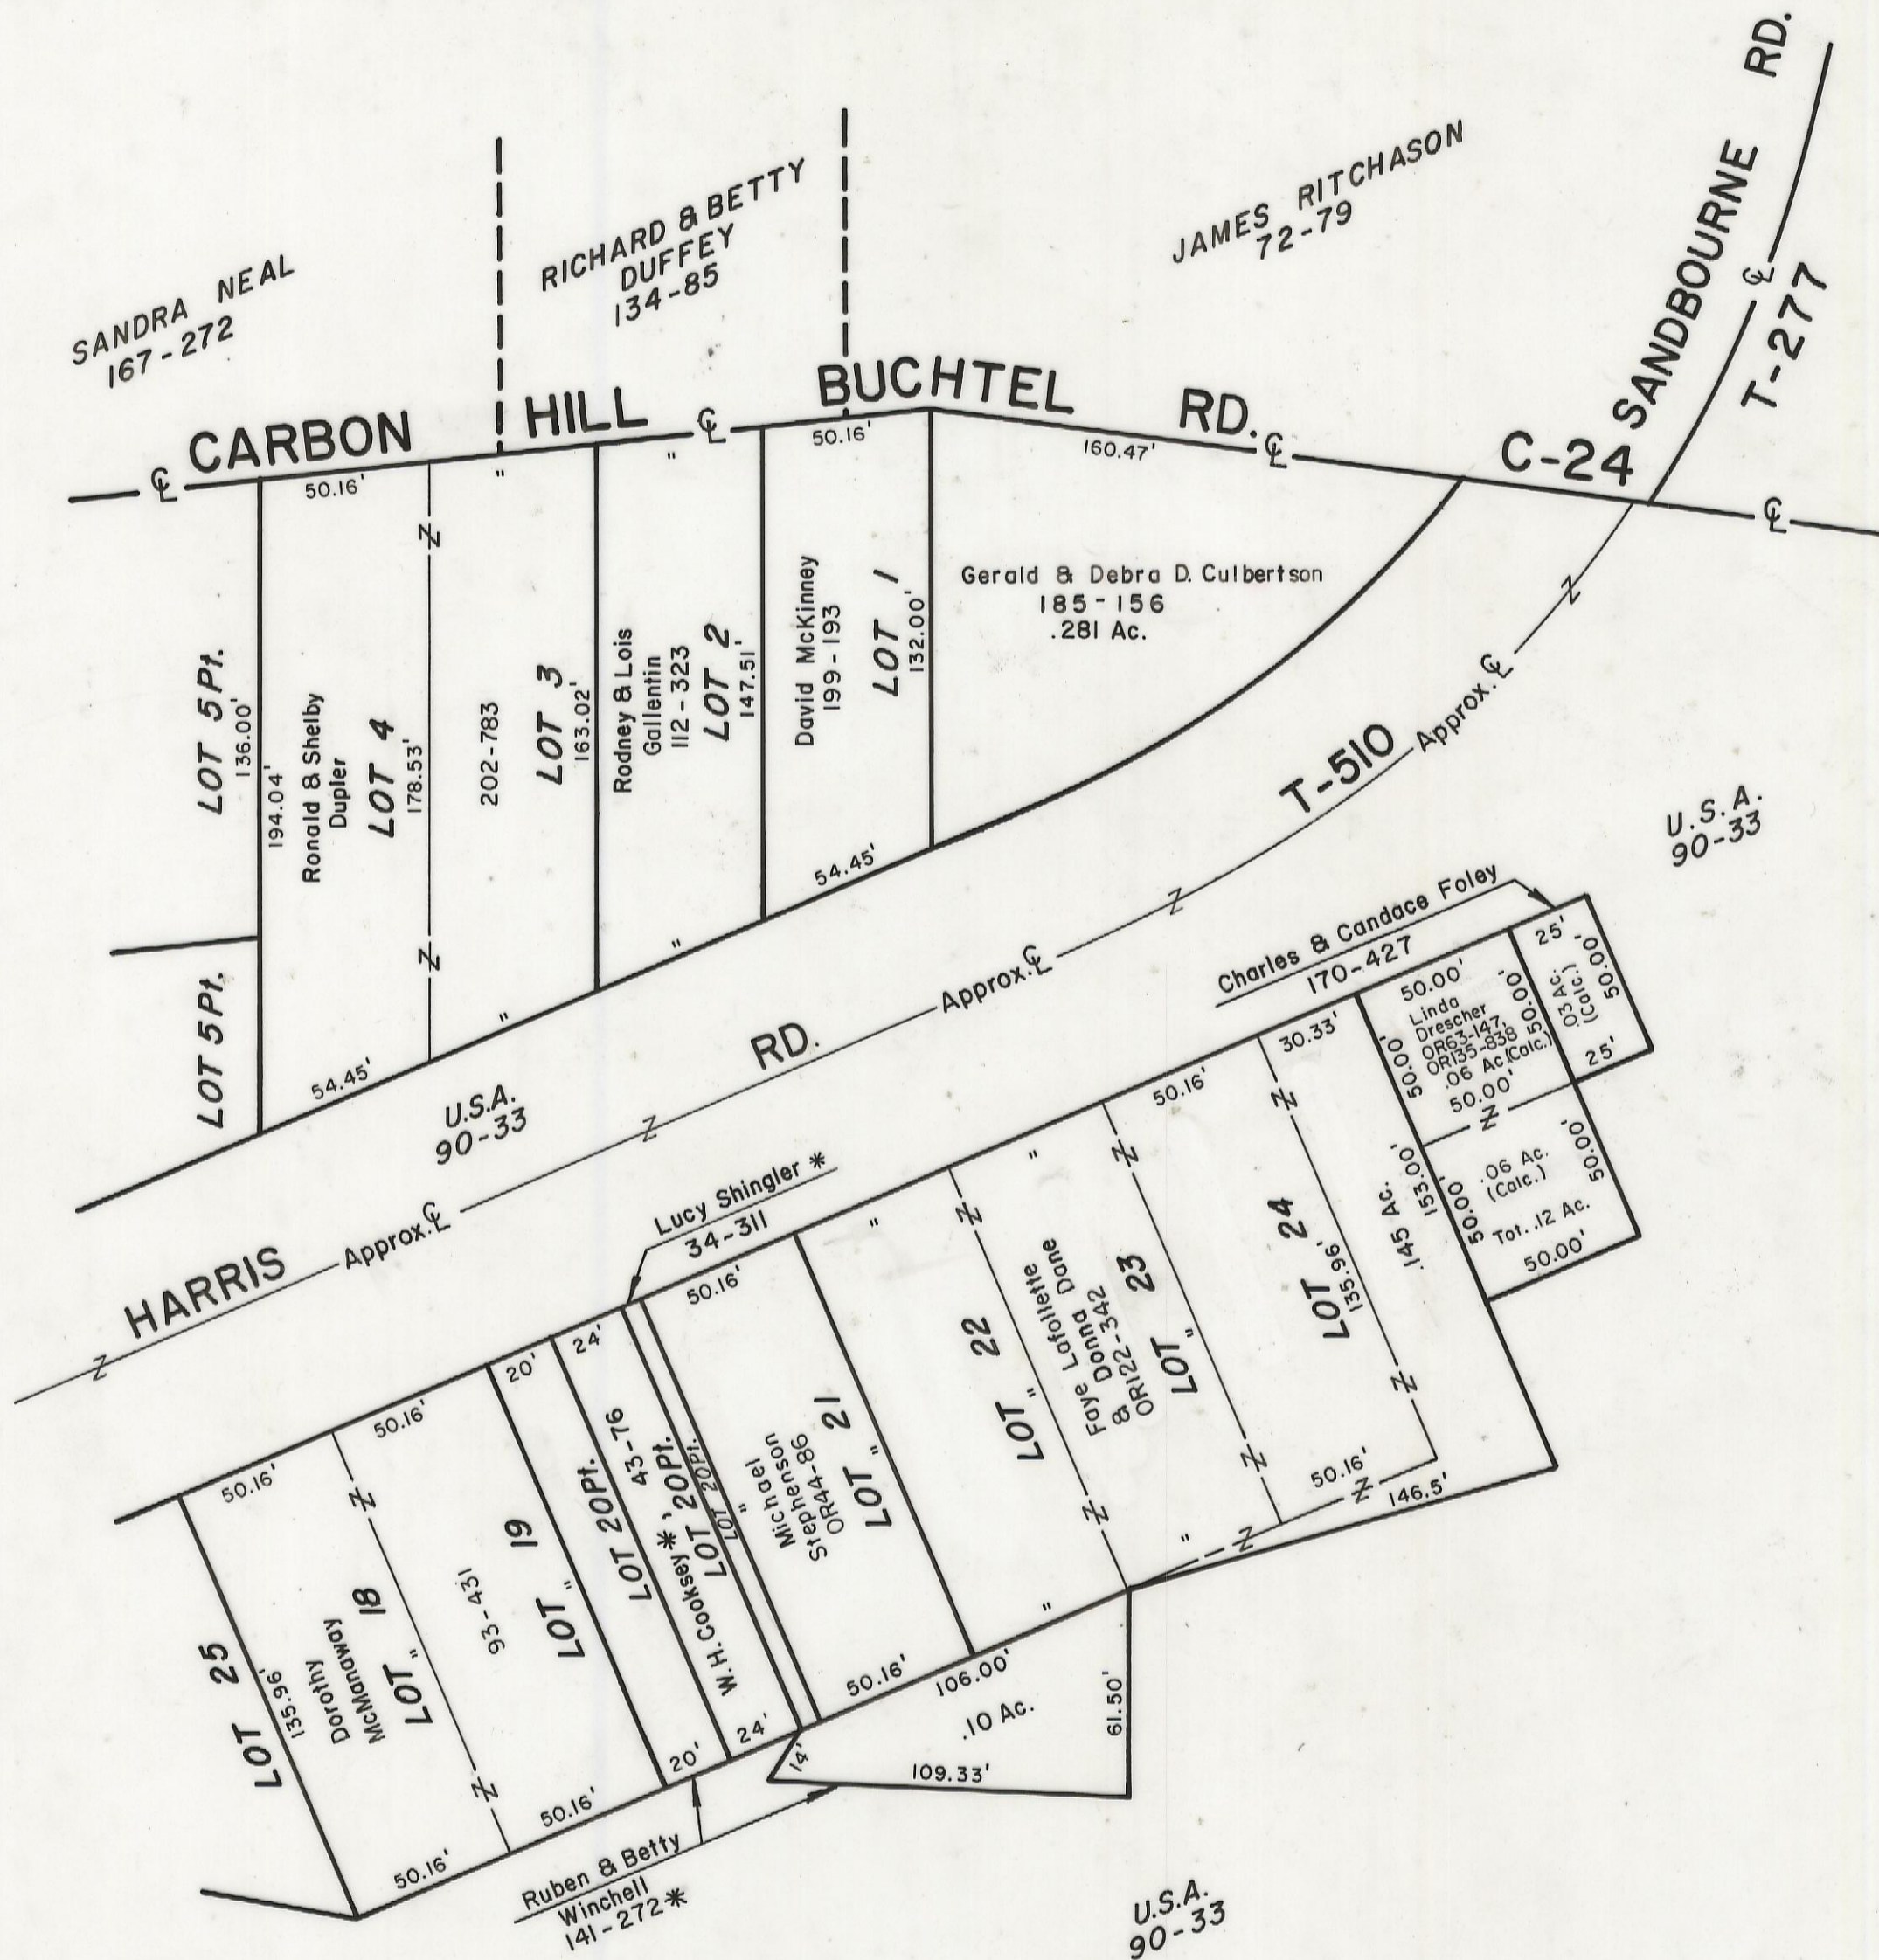 SANDBOURNE RD.
T-277
JAMES RITCHASON
72-79
RICHARD & BETTY
DUFFEY
134-85
SANDRA NEAL
167-272
CARBON HILL BUCHTEL RD. C-24
℄
℄
℄
℄
℄
50.16'
"
"
50.16'
160.47'
LOT 5 Pt.
136.00'
194.04'
Ronald & Shelby
Dupler
LOT 4
178.53'
202-783
LOT 3
163.02'
Rodney & Lois
Gallentin
112-323
LOT 2
147.51'
David McKinney
199-193
LOT 1
132.00'
Gerald & Debra D. Culbertson
185-156
.281 Ac.
LOT 5 Pt.
54.45'
"
"
54.45'
T-510
Approx. ℄
U.S.A.
90-33
U.S.A.
90-33
HARRIS RD.
Approx. ℄
Approx. ℄
Charles & Candace Foley
170-427
25'
50.00'
.03 Ac.
(Calc.)
25'
50.00'
Linda
Drescher
OR63-147,
OR135-838
.06 Ac.(Calc.)
50.00'
50.00'
50.00'
50.00'
.06 Ac.
(Calc.)
Tot. .12 Ac.
50.00'
50.00'
30.33'
.145 Ac.
153.00'
50.16'
LOT 24
135.96'
50.16'
146.5'
"
LOT 23
"
"
Faye Lafollette
& Donna Dane
OR122-342
"
LOT 22
"
"
Lucy Shingler *
34-311
50.16'
Michael
Stephenson
OR44-86
LOT 21
"
50.16'
LOT 20Pt.
"
24'
43-76
W.H. Cooksey*, LOT 20Pt.
24'
20'
LOT 20Pt.
20'
50.16'
93-431
LOT 19
"
50.16'
50.16'
Dorothy
McManaway
LOT 18
"
50.16'
LOT 25
135.96'
106.00'
.10 Ac.
61.50'
14'
109.33'
Ruben & Betty
Winchell
141-272*
U.S.A.
90-33